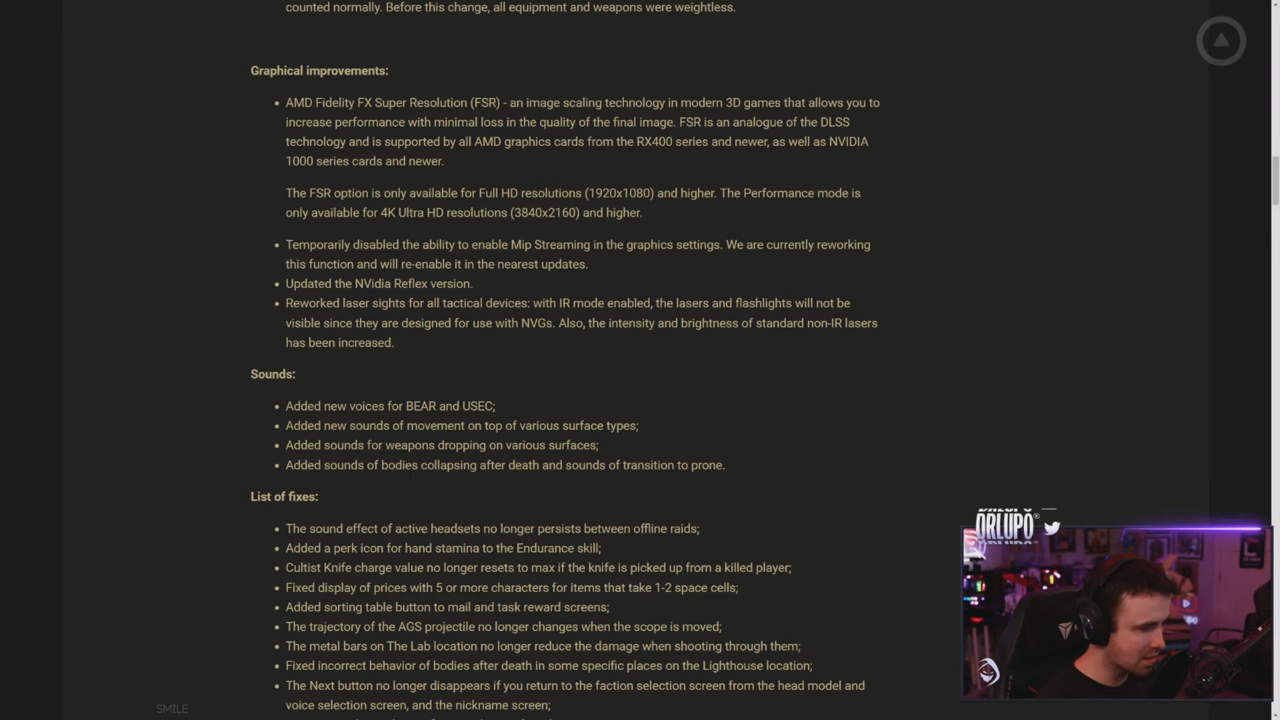 counted normally. Before this change, all equipment and weapons were weightless.
Graphical improvements:
AMD Fidelity FX Super Resolution (FSR) - an image scaling technology in modern 3D games that allows you to
increase performance with minimal loss in the quality of the final image. FSR is an analogue of the DLSS
technology and is supported by all AMD graphics cards from the RX400 series and newer, as well as NVIDIA
1000 series cards and newer.
The FSR option is only available for Full HD resolutions (1920x1080) and higher. The Performance mode is
only available for 4K Ultra HD resolutions (3840x2160) and higher.
Temporarily disabled the ability to enable Mip Streaming in the graphics settings. We are currently reworking
this function and will re-enable it in the nearest updates.
Updated the NVidia Reflex version.
Reworked laser sights for all tactical devices: with IR mode enabled, the lasers and flashlights will not be
visible since they are designed for use with NVGs. Also, the intensity and brightness of standard non-IR lasers
has been increased.
Sounds:
Added new voices for BEAR and USEC;
Added new sounds of movement on top of various surface types;
Added sounds for weapons dropping on various surfaces;
Added sounds of bodies collapsing after death and sounds of transition to prone.
List of fixes:
The sound effect of active headsets no longer persists between offline raids;
Added a perk icon for hand stamina to the Endurance skill;
Cultist Knife charge value no longer resets to max if the knife is picked up from a killed player;
Fixed display of prices with 5 or more characters for items that take 1-2 space cells;
Added sorting table button to mail and task reward screens;
The trajectory of the AGS projectile no longer changes when the scope is moved;
The metal bars on The Lab location no longer reduce the damage when shooting through them;
Fixed incorrect behavior of bodies after death in some specific places on the Lighthouse location;
The Next button no longer disappears if you return to the faction selection screen from the head model and
voice selection screen, and the nickname screen;
SMILE
DRLUPO®